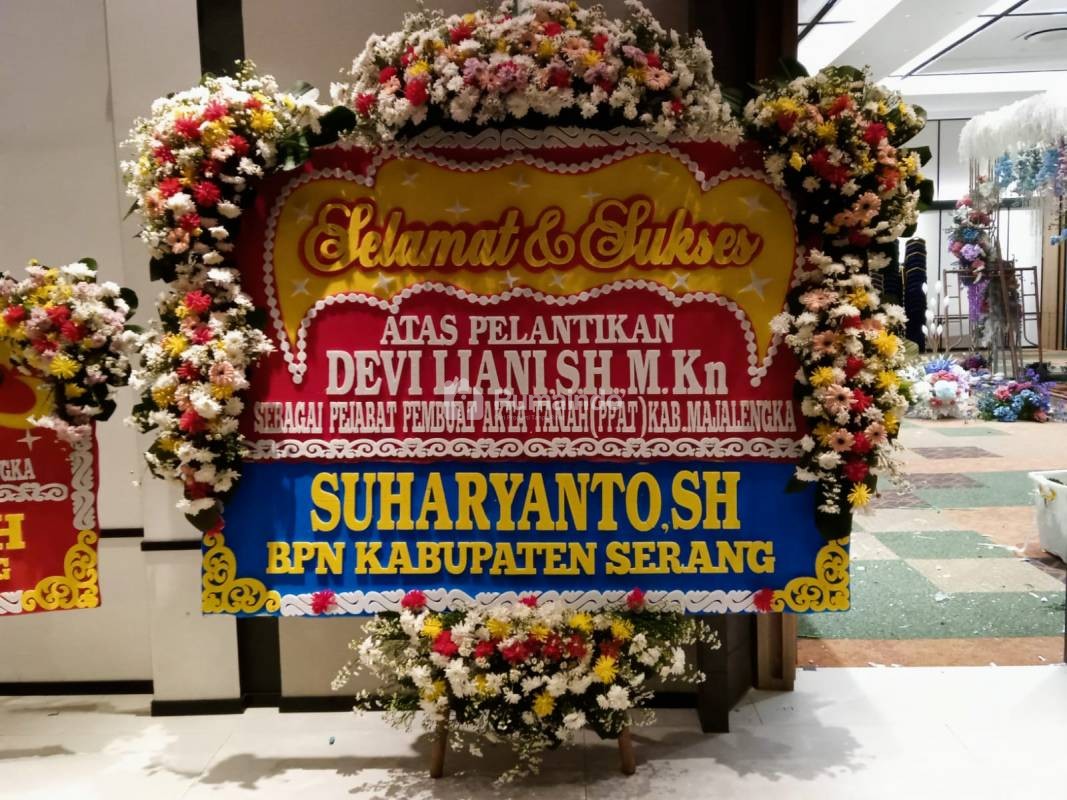 Selamat & Sukses
ATAS PELANTIKAN
DEVI LIANI,SH M.Kn
SEBAGAI PEJABAT PEMBUAT AKTA TANAH(PPAT)KAB.MAJALENGKA
SUHARYANTO,SH
BPN KABUPATEN SERANG
GKA
H
G